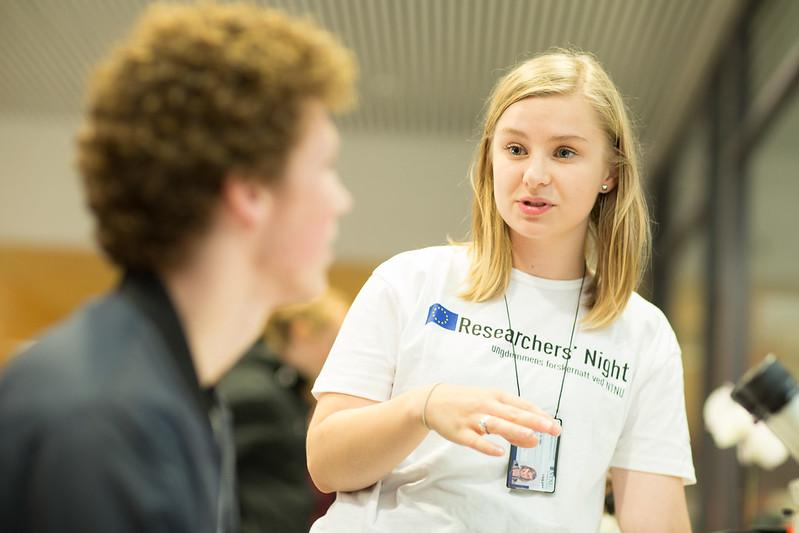 Researchers' Night
ungdommens forskernatt ved NTNU